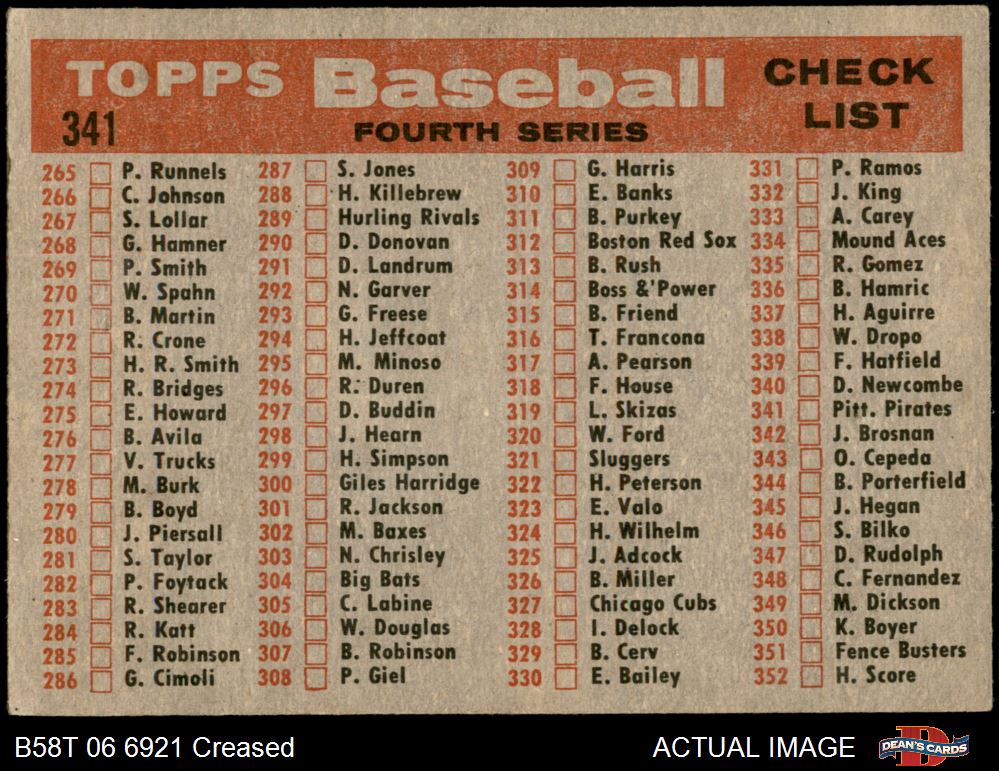 TOPPS Baseball CHECK LIST
341 FOURTH SERIES
265 P. Runnels
266 C. Johnson
267 S. Lollar
268 G. Hamner
269 P. Smith
270 W. Spahn
271 B. Martin
272 R. Crone
273 H. R. Smith
274 R. Bridges
275 E. Howard
276 B. Avila
277 V. Trucks
278 M. Burk
279 B. Boyd
280 J. Piersall
281 S. Taylor
282 P. Foytack
283 R. Shearer
284 R. Katt
285 F. Robinson
286 G. Cimoli
287 S. Jones
288 H. Killebrew
289 Hurling Rivals
290 D. Donovan
291 D. Landrum
292 N. Garver
293 G. Freese
294 H. Jeffcoat
295 M. Minoso
296 R. Duren
297 D. Buddin
298 J. Hearn
299 H. Simpson
300 Giles Harridge
301 R. Jackson
302 M. Baxes
303 N. Chrisley
304 Big Bats
305 C. Labine
306 W. Douglas
307 B. Robinson
308 P. Giel
309 G. Harris
310 E. Banks
311 B. Purkey
312 Boston Red Sox
313 B. Rush
314 Boss &'Power
315 B. Friend
316 T. Francona
317 A. Pearson
318 F. House
319 L. Skizas
320 W. Ford
321 Sluggers
322 H. Peterson
323 E. Valo
324 H. Wilhelm
325 J. Adcock
326 B. Miller
327 Chicago Cubs
328 I. Delock
329 B. Cerv
330 E. Bailey
331 P. Ramos
332 J. King
333 A. Carey
334 Mound Aces
335 R. Gomez
336 B. Hamric
337 H. Aguirre
338 W. Dropo
339 F. Hatfield
340 D. Newcombe
341 Pitt. Pirates
342 J. Brosnan
343 O. Cepeda
344 B. Porterfield
345 J. Hegan
346 S. Bilko
347 D. Rudolph
348 C. Fernandez
349 M. Dickson
350 K. Boyer
351 Fence Busters
352 H. Score
B58T 06 6921 Creased
ACTUAL IMAGE
DEAN'S CARDS